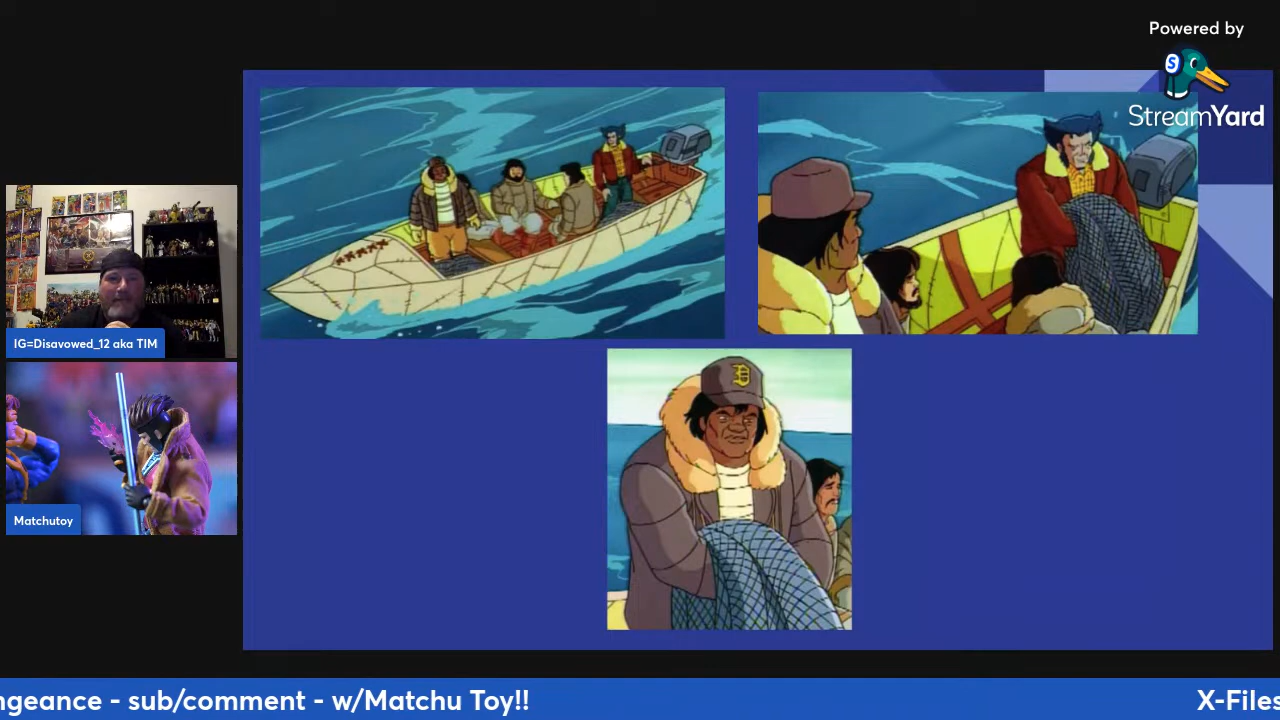 Powered by
S
StreamYard
D
IG=Disavowed_12 aka TIM
Matchutoy
ngeance - sub/comment - w/Matchu Toy!!
X-Files